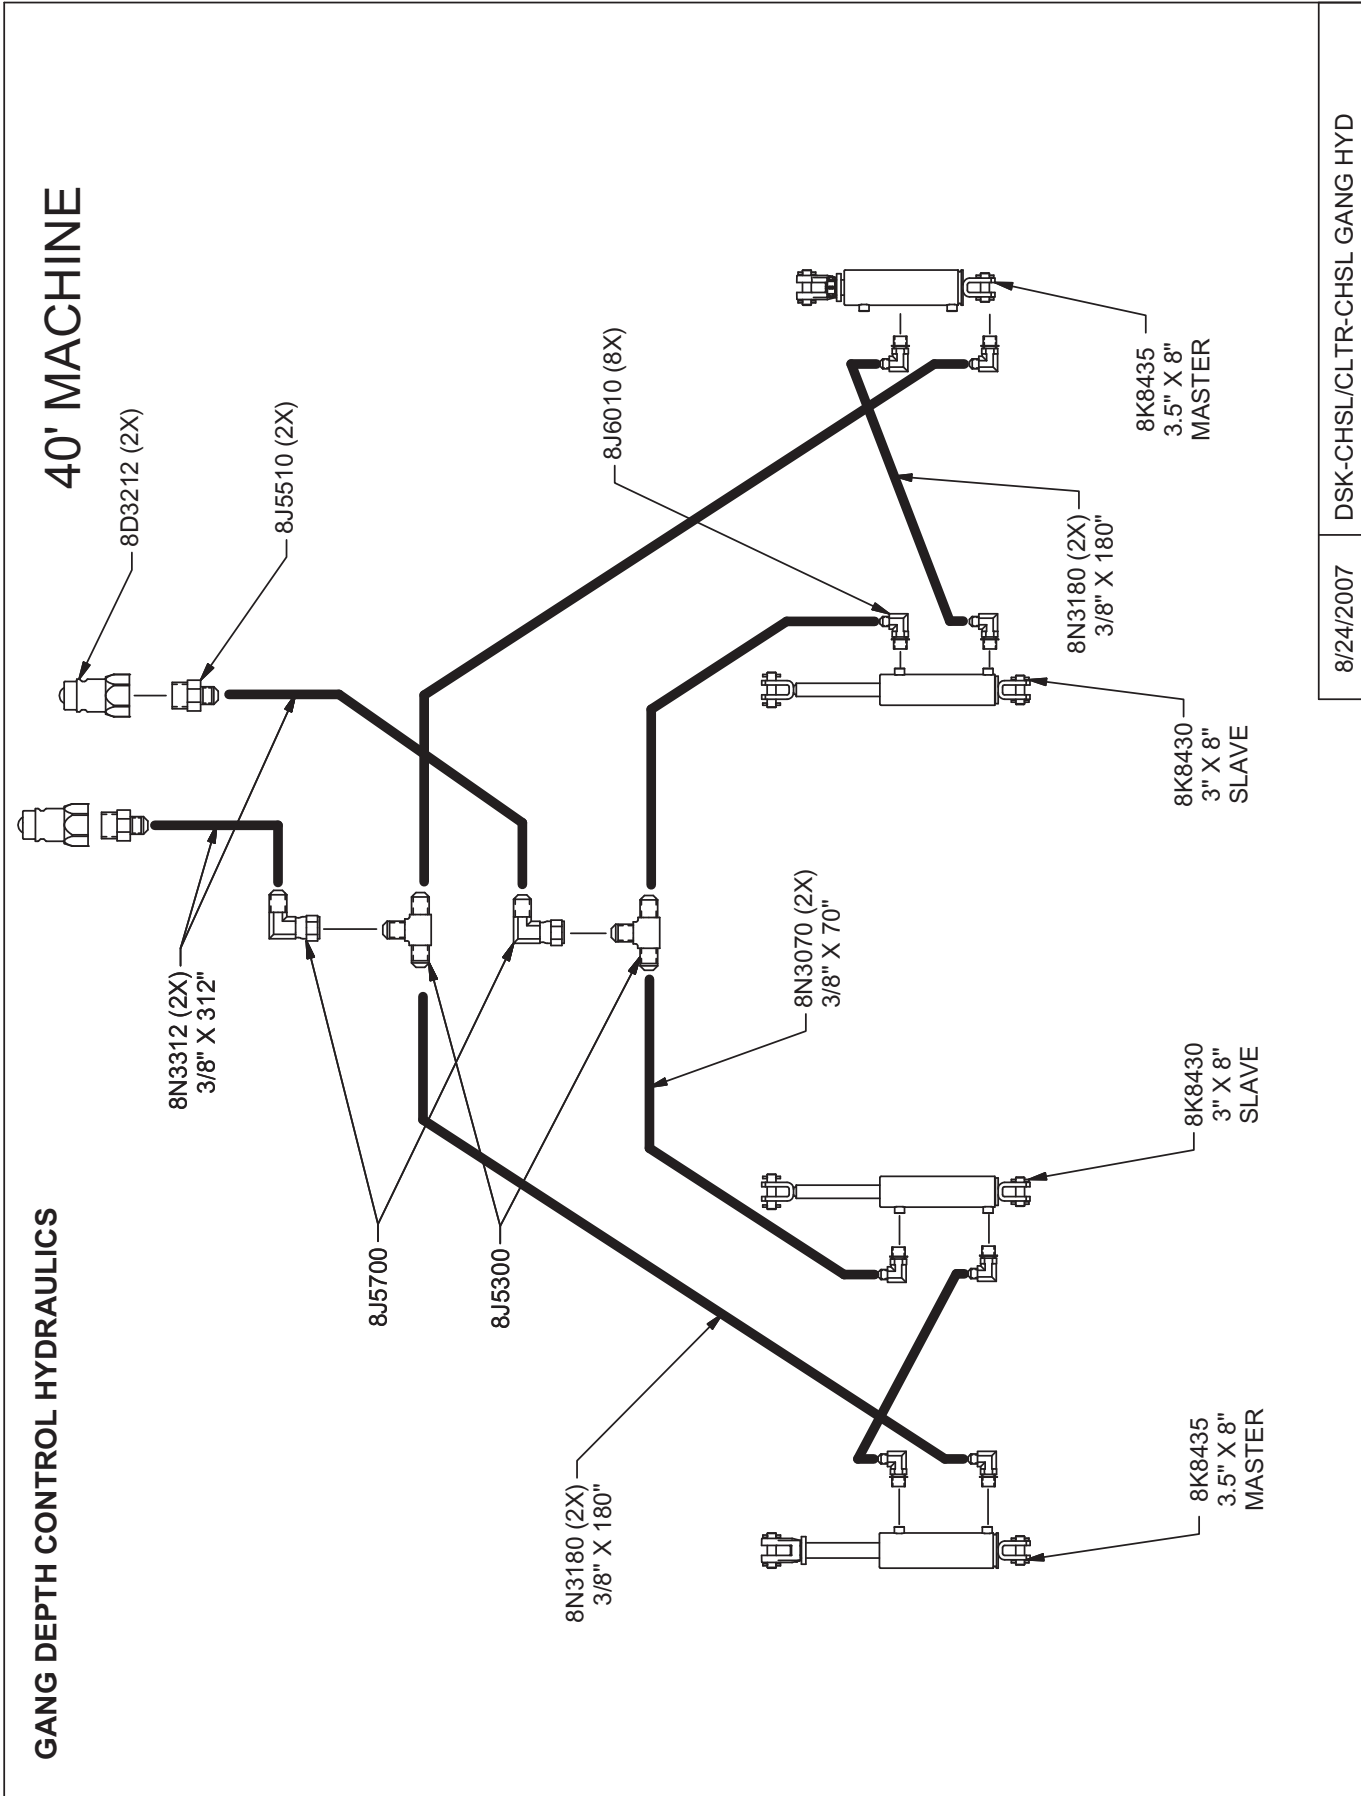 GANG DEPTH CONTROL HYDRAULICS
40' MACHINE
8D3212 (2X)
8J5510 (2X)
8N3312 (2X)
3/8" X 312"
8J5700
8J5300
8J6010 (8X)
8N3180 (2X)
3/8" X 180"
8N3070 (2X)
3/8" X 70"
8N3180 (2X)
3/8" X 180"
8K8435
3.5" X 8"
MASTER
8K8430
3" X 8"
SLAVE
8K8430
3" X 8"
SLAVE
8K8435
3.5" X 8"
MASTER
8/24/2007
DSK-CHSL/CLTR-CHSL GANG HYD